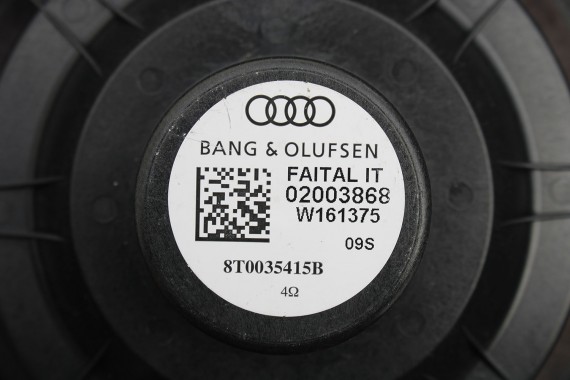 BANG & OLUFSEN
FAITAL IT
02003868
W161375
09S
8T0035415B
4Ω